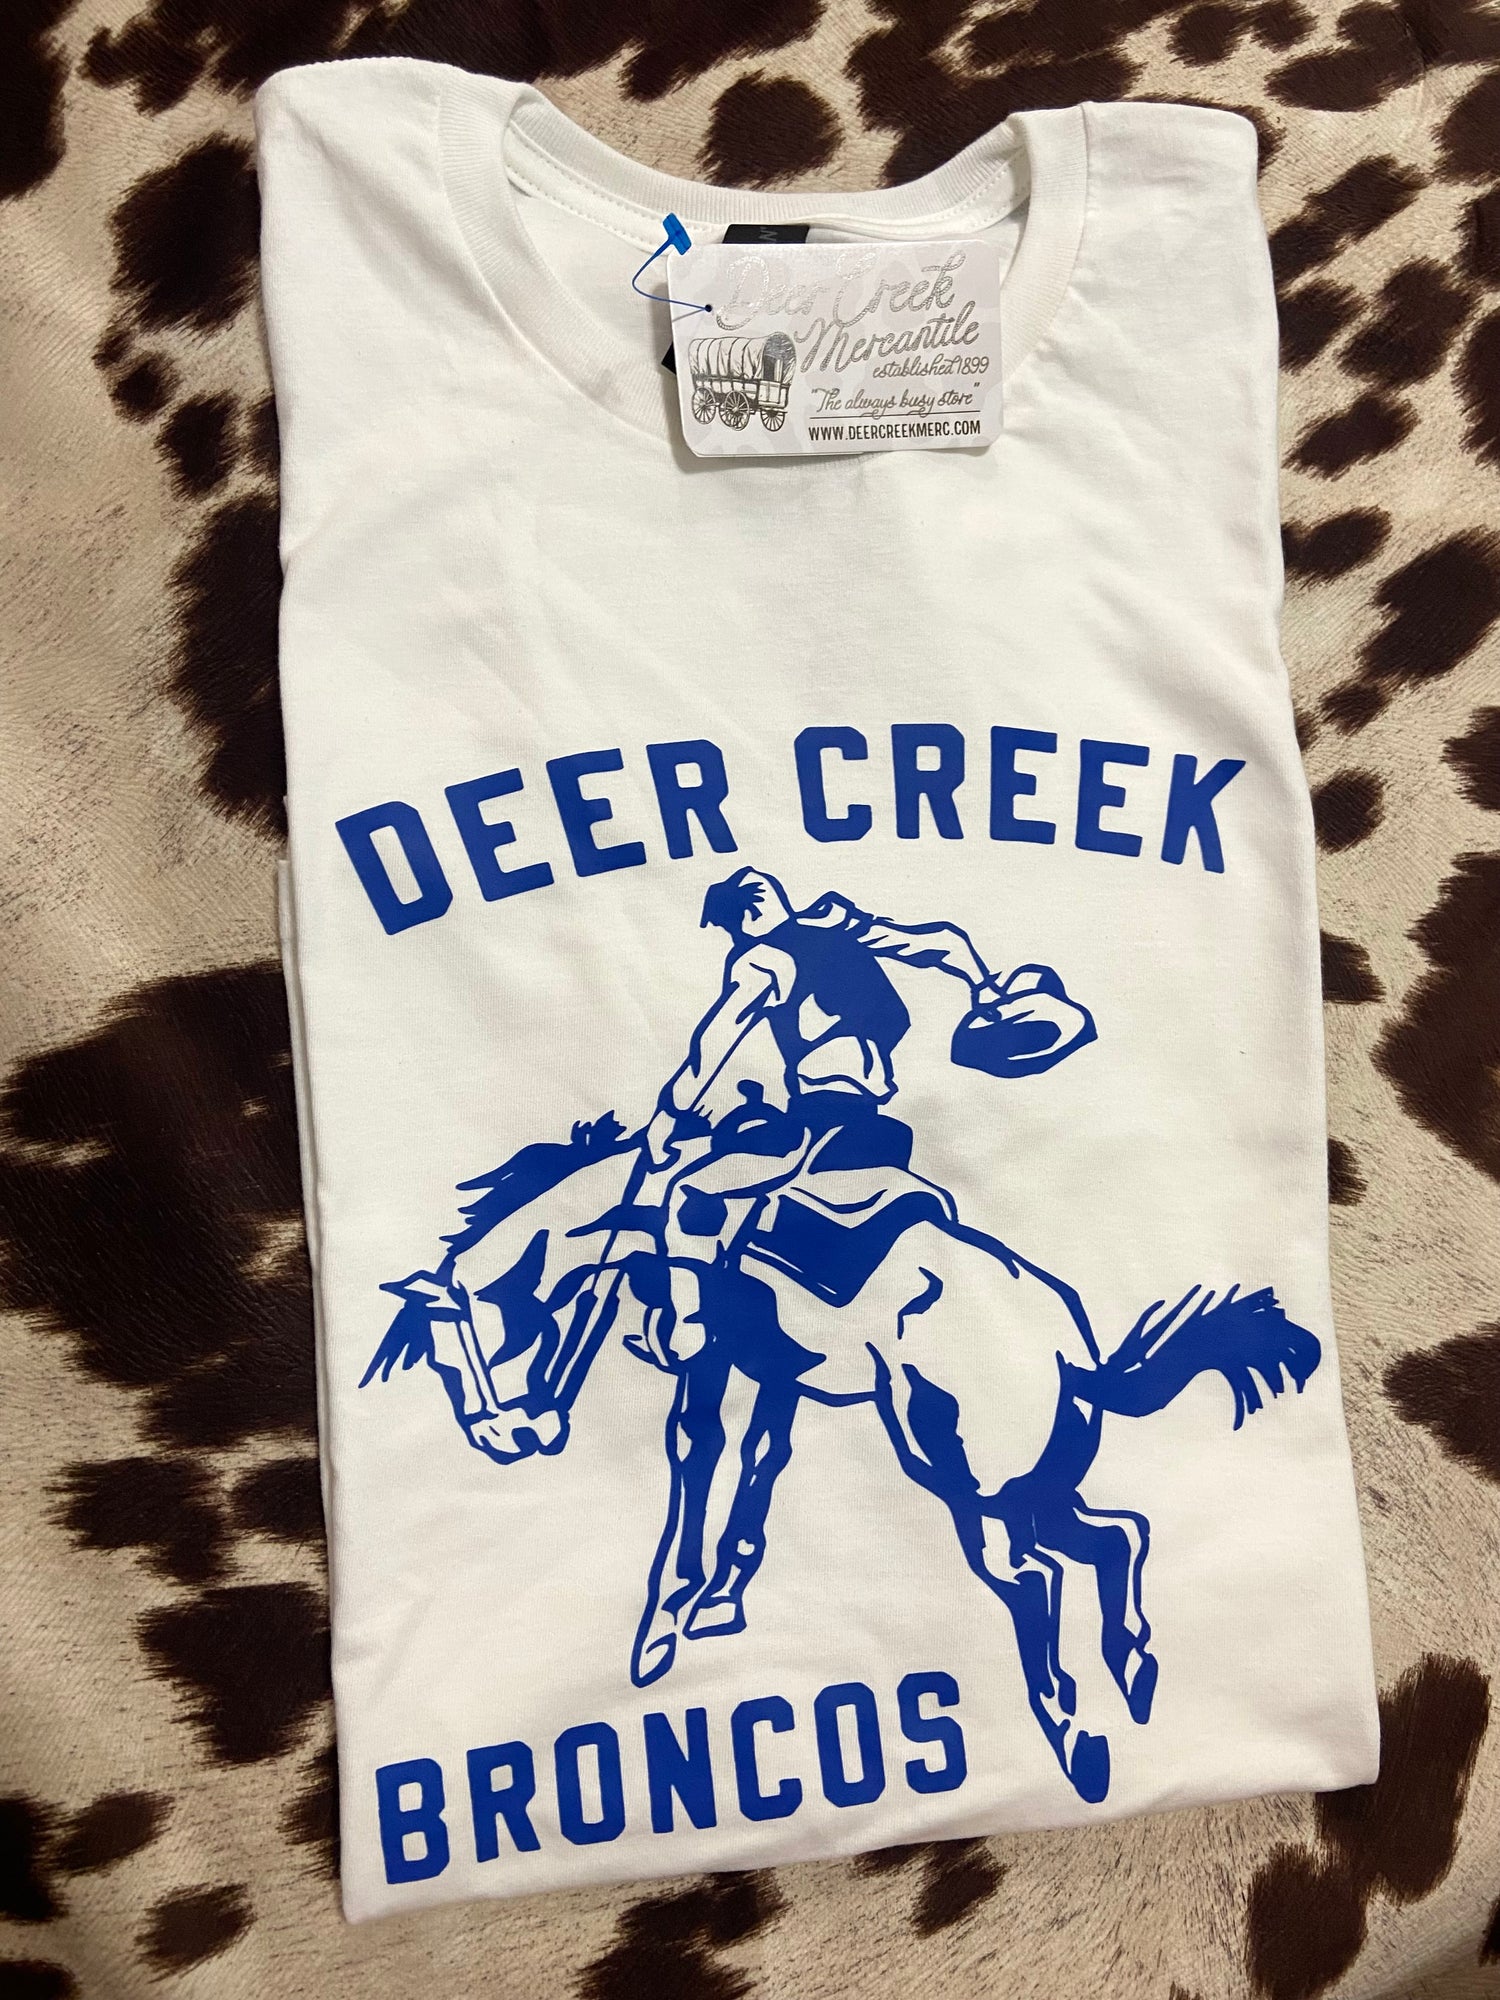 Deer Creek
Mercantile
established 1899
"The always busy store"
WWW.DEERCREEKMERC.COM
DEER CREEK
BRONCOS